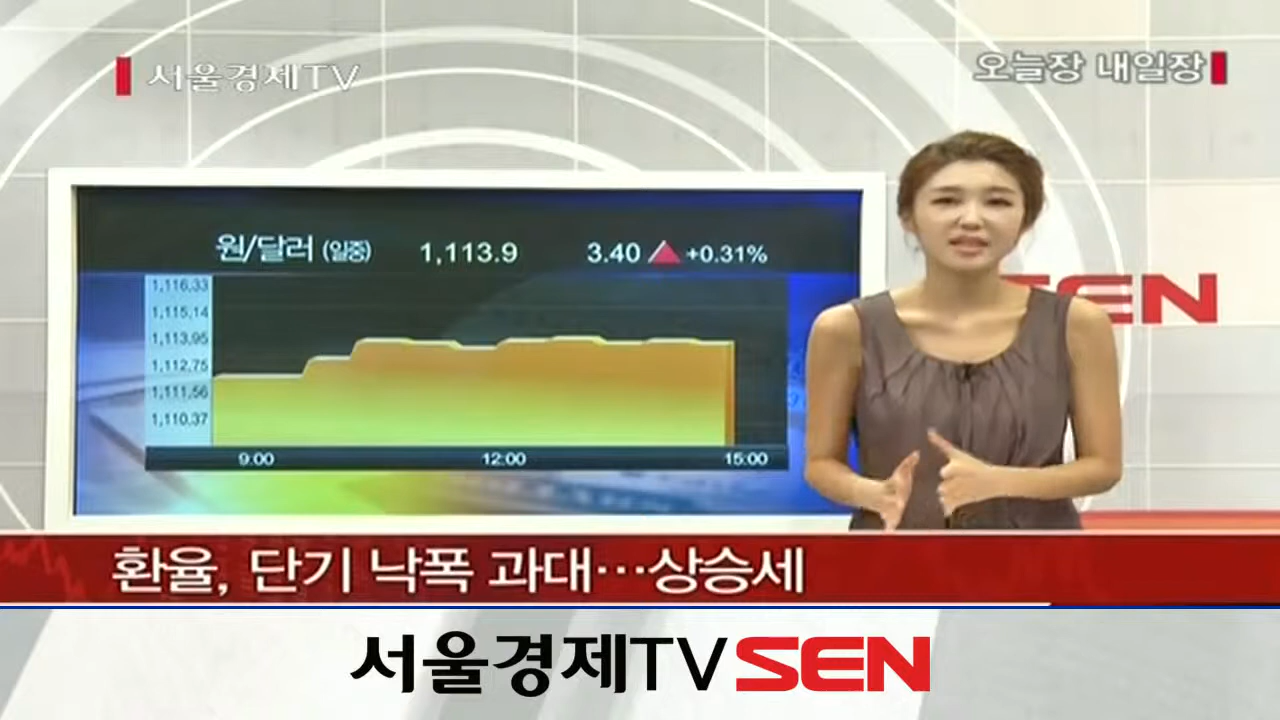 서울경제TV
오늘장 내일장
원/달러 (일중) 1,113.9 3.40 ▲ +0.31%
1,116.33
1,115.14
1,113.95
1,112.75
1,111.56
1,110.37
9.00 12:00 15:00
SEN
환율, 단기 낙폭 과대…상승세
서울경제TV SEN